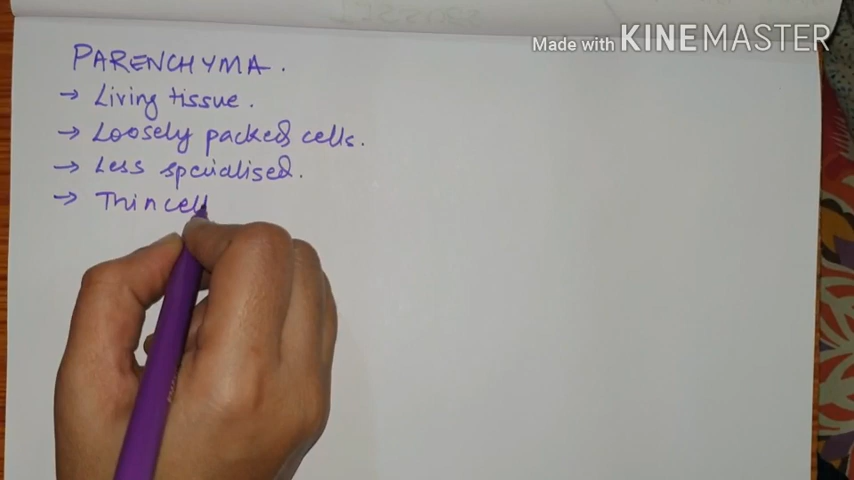 Made with KINEMASTER
PARENCHYMA.
→ Living tissue.
→ Loosely packed cells.
→ Less specialised.
→ Thin cell